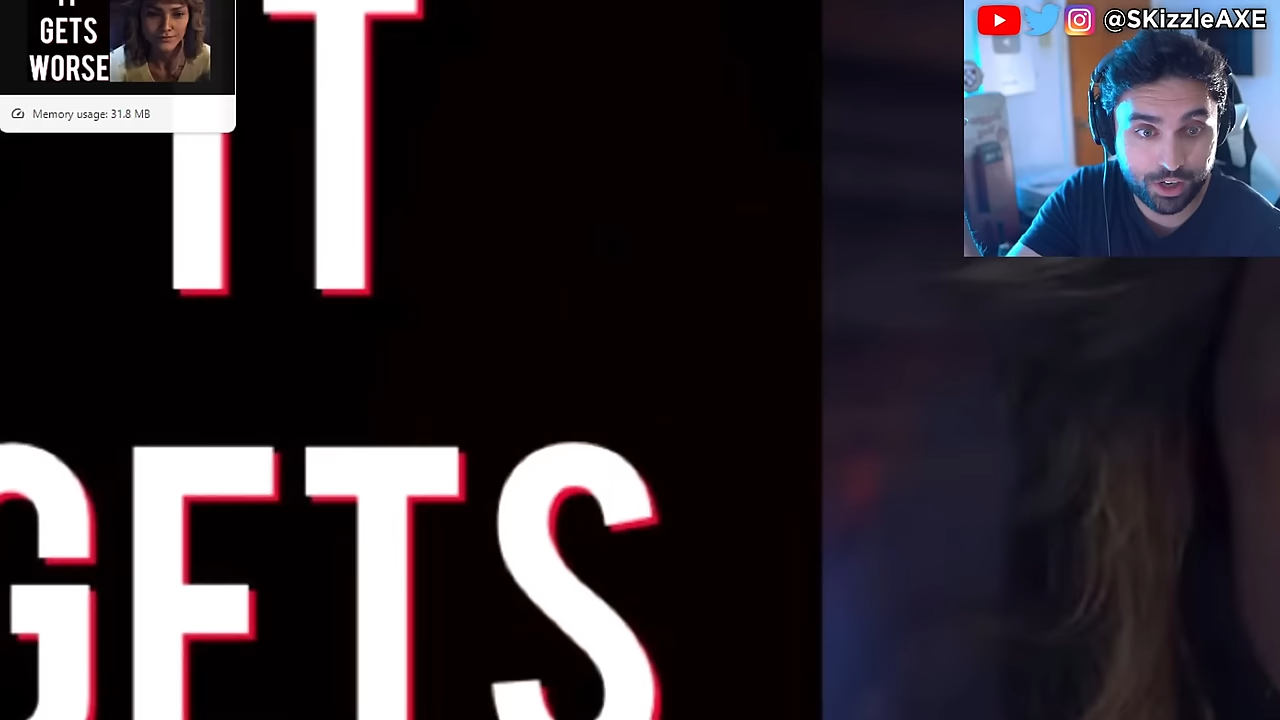 IT
GETS
WORSE
Memory usage: 31.8 MB
@SKizzleAXE
IT
GETS